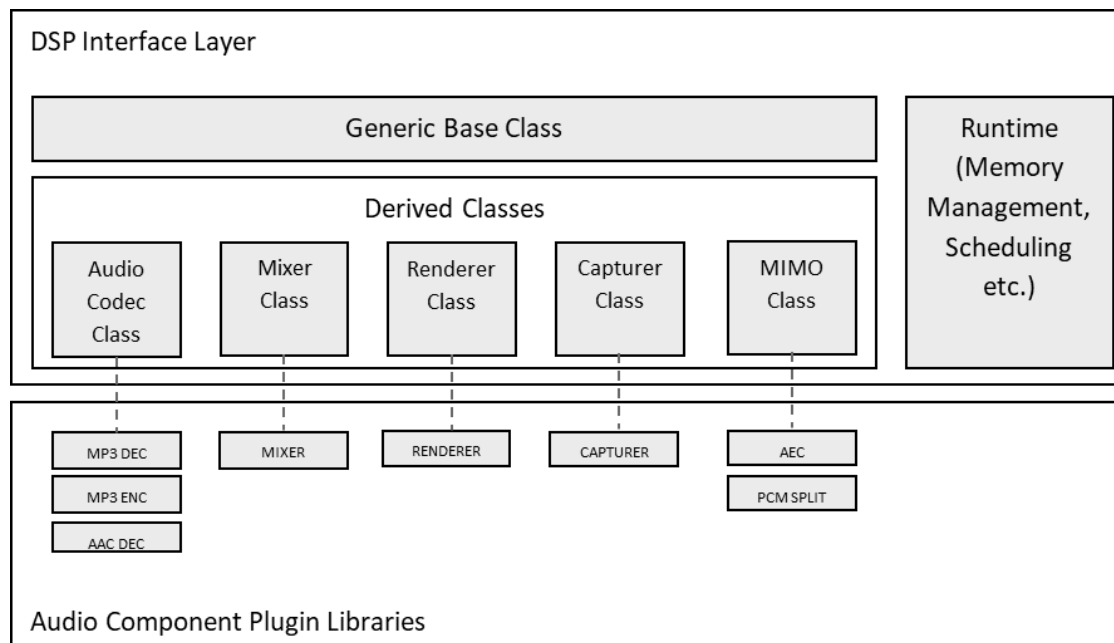 DSP Interface Layer
Generic Base Class
Runtime
(Memory
Management,
Scheduling
etc.)
Derived Classes
Audio
Codec
Class
Mixer
Class
Renderer
Class
Capturer
Class
MIMO
Class
MP3 DEC
MP3 ENC
AAC DEC
MIXER
RENDERER
CAPTURER
AEC
PCM SPLIT
Audio Component Plugin Libraries